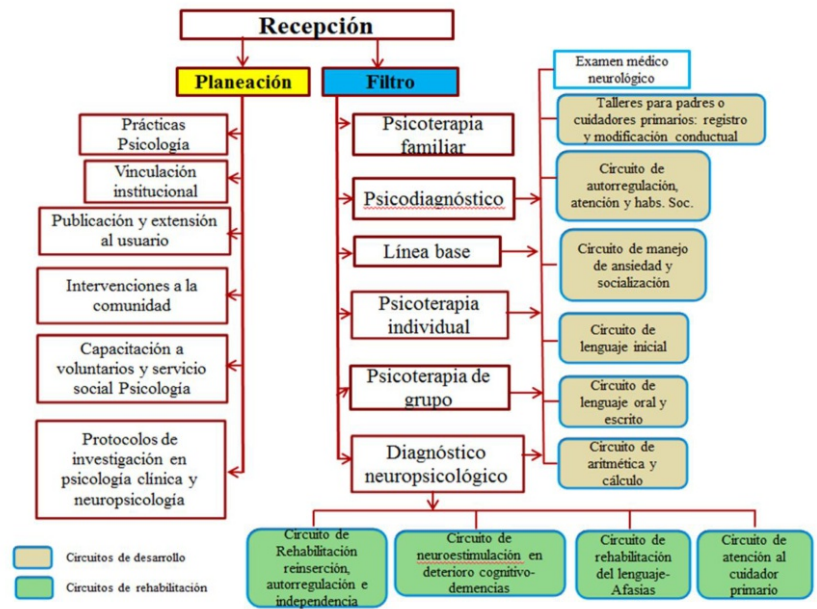 Recepción
Planeación
Filtro
Prácticas
Psicología
Vinculación
institucional
Publicación y extensión
al usuario
Intervenciones a la
comunidad
Capacitación a
voluntarios y servicio
social Psicología
Protocolos de
investigación en
psicología clínica y
neuropsicología
Psicoterapia
familiar
Psicodiagnóstico
Línea base
Psicoterapia
individual
Psicoterapia de
grupo
Diagnóstico
neuropsicológico
Examen médico
neurológico
Talleres para padres o
cuidadores primarios: registro
y modificación conductual
Circuito de
autorregulación,
atención y habs. Soc.
Circuito de manejo
de ansiedad y
socialización
Circuito de
lenguaje inicial
Circuito de
lenguaje oral y
escrito
Circuito de
aritmética y
cálculo
Circuito de
Rehabilitación
reinserción,
autorregulación e
independencia
Circuito de
neuroestimulación en
deterioro cognitivo-
demencias
Circuito de
rehabilitación
del lenguaje-
Afasias
Circuito de
atención al
cuidador
primario
Circuitos de desarrollo
Circuitos de rehabilitación